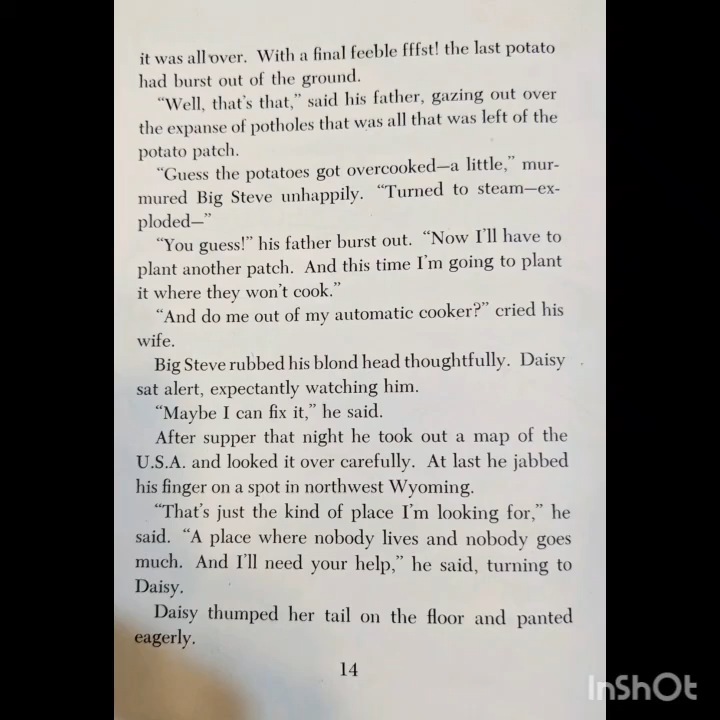 it was all over. With a final feeble fffst! the last potato
had burst out of the ground.
“Well, that’s that,” said his father, gazing out over
the expanse of potholes that was all that was left of the
potato patch.
“Guess the potatoes got overcooked—a little,” mur-
mured Big Steve unhappily. “Turned to steam—ex-
ploded—”
“You guess!” his father burst out. “Now I’ll have to
plant another patch. And this time I’m going to plant
it where they won’t cook.”
“And do me out of my automatic cooker?” cried his
wife.
Big Steve rubbed his blond head thoughtfully. Daisy
sat alert, expectantly watching him.
“Maybe I can fix it,” he said.
After supper that night he took out a map of the
U.S.A. and looked it over carefully. At last he jabbed
his finger on a spot in northwest Wyoming.
“That’s just the kind of place I’m looking for,” he
said. “A place where nobody lives and nobody goes
much. And I’ll need your help,” he said, turning to
Daisy.
Daisy thumped her tail on the floor and panted
eagerly.
14
InShOt